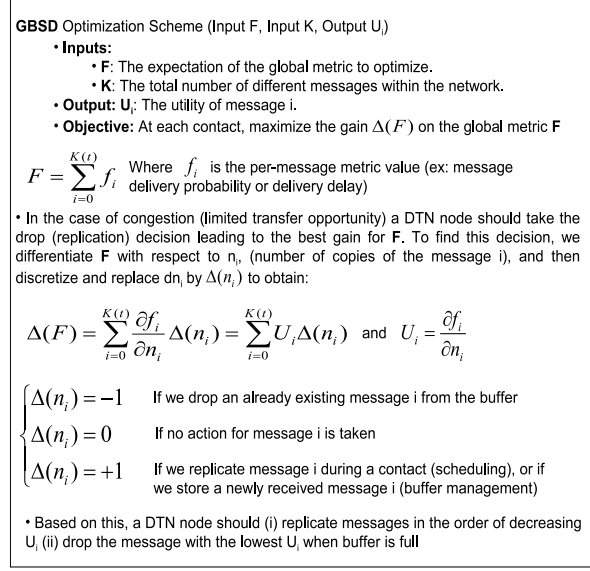 GBSD Optimization Scheme (Input F, Input K, Output Uᵢ)
• Inputs:
• F: The expectation of the global metric to optimize.
• K: The total number of different messages within the network.
• Output: Uᵢ: The utility of message i.
• Objective: At each contact, maximize the gain Δ(F) on the global metric F
F = ∑_{i=0}^{K(t)} fᵢ Where fᵢ is the per-message metric value (ex: message
delivery probability or delivery delay)
• In the case of congestion (limited transfer opportunity) a DTN node should take the
drop (replication) decision leading to the best gain for F. To find this decision, we
differentiate F with respect to nᵢ, (number of copies of the message i), and then
discretize and replace dnᵢ by Δ(nᵢ) to obtain:
Δ(F) = ∑_{i=0}^{K(t)} ∂fᵢ/∂nᵢ Δ(nᵢ) = ∑_{i=0}^{K(t)} UᵢΔ(nᵢ) and Uᵢ = ∂fᵢ/∂nᵢ
Δ(nᵢ) = −1 If we drop an already existing message i from the buffer
Δ(nᵢ) = 0 If no action for message i is taken
Δ(nᵢ) = +1 If we replicate message i during a contact (scheduling), or if
we store a newly received message i (buffer management)
• Based on this, a DTN node should (i) replicate messages in the order of decreasing
Uᵢ (ii) drop the message with the lowest Uᵢ when buffer is full